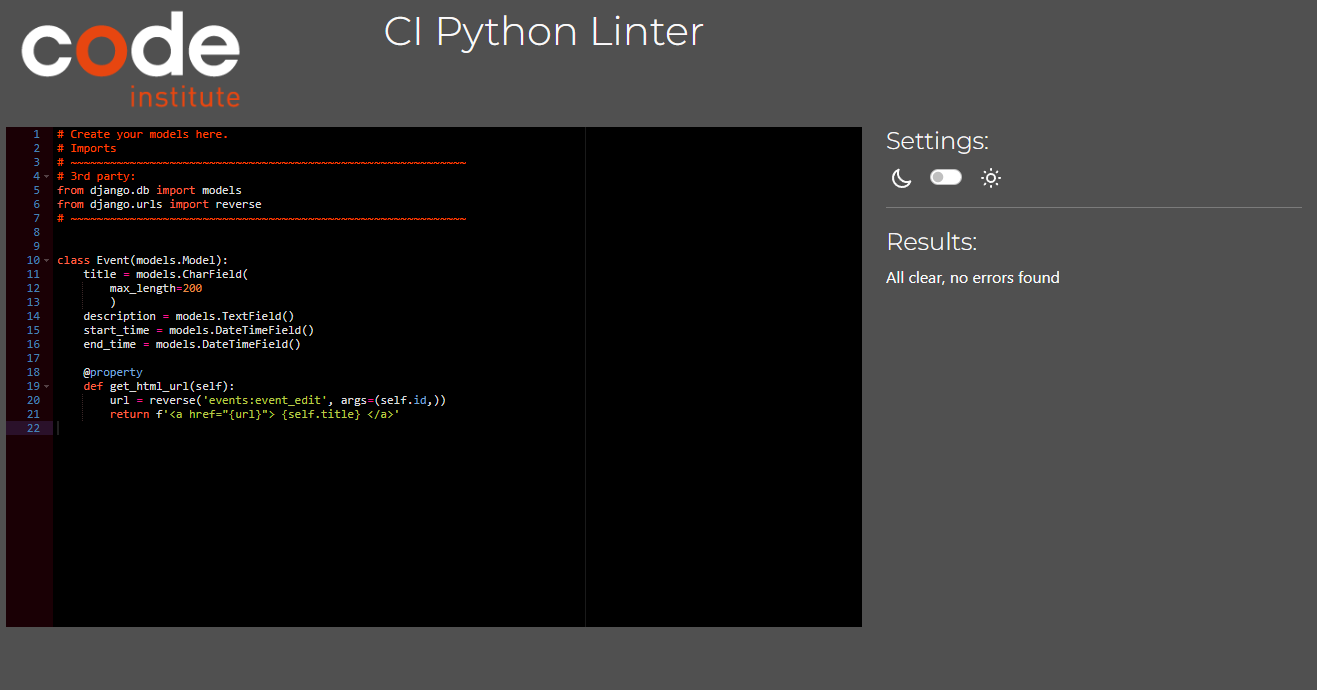 code
institute
CI Python Linter
1 # Create your models here.
2 # Imports
3 # ~~~~~~~~~~~~~~~~~~~~~~~~~~~~~~~~~~~~~~~~~~~~~~~~~~~~~~~~~~~~
4 # 3rd party:
5 from django.db import models
6 from django.urls import reverse
7 # ~~~~~~~~~~~~~~~~~~~~~~~~~~~~~~~~~~~~~~~~~~~~~~~~~~~~~~~~~~~~
8
9
10 class Event(models.Model):
11     title = models.CharField(
12         max_length=200
13         )
14     description = models.TextField()
15     start_time = models.DateTimeField()
16     end_time = models.DateTimeField()
17
18     @property
19     def get_html_url(self):
20         url = reverse('events:event_edit', args=(self.id,))
21         return f'<a href="{url}"> {self.title} </a>'
22
Settings:
Results:
All clear, no errors found